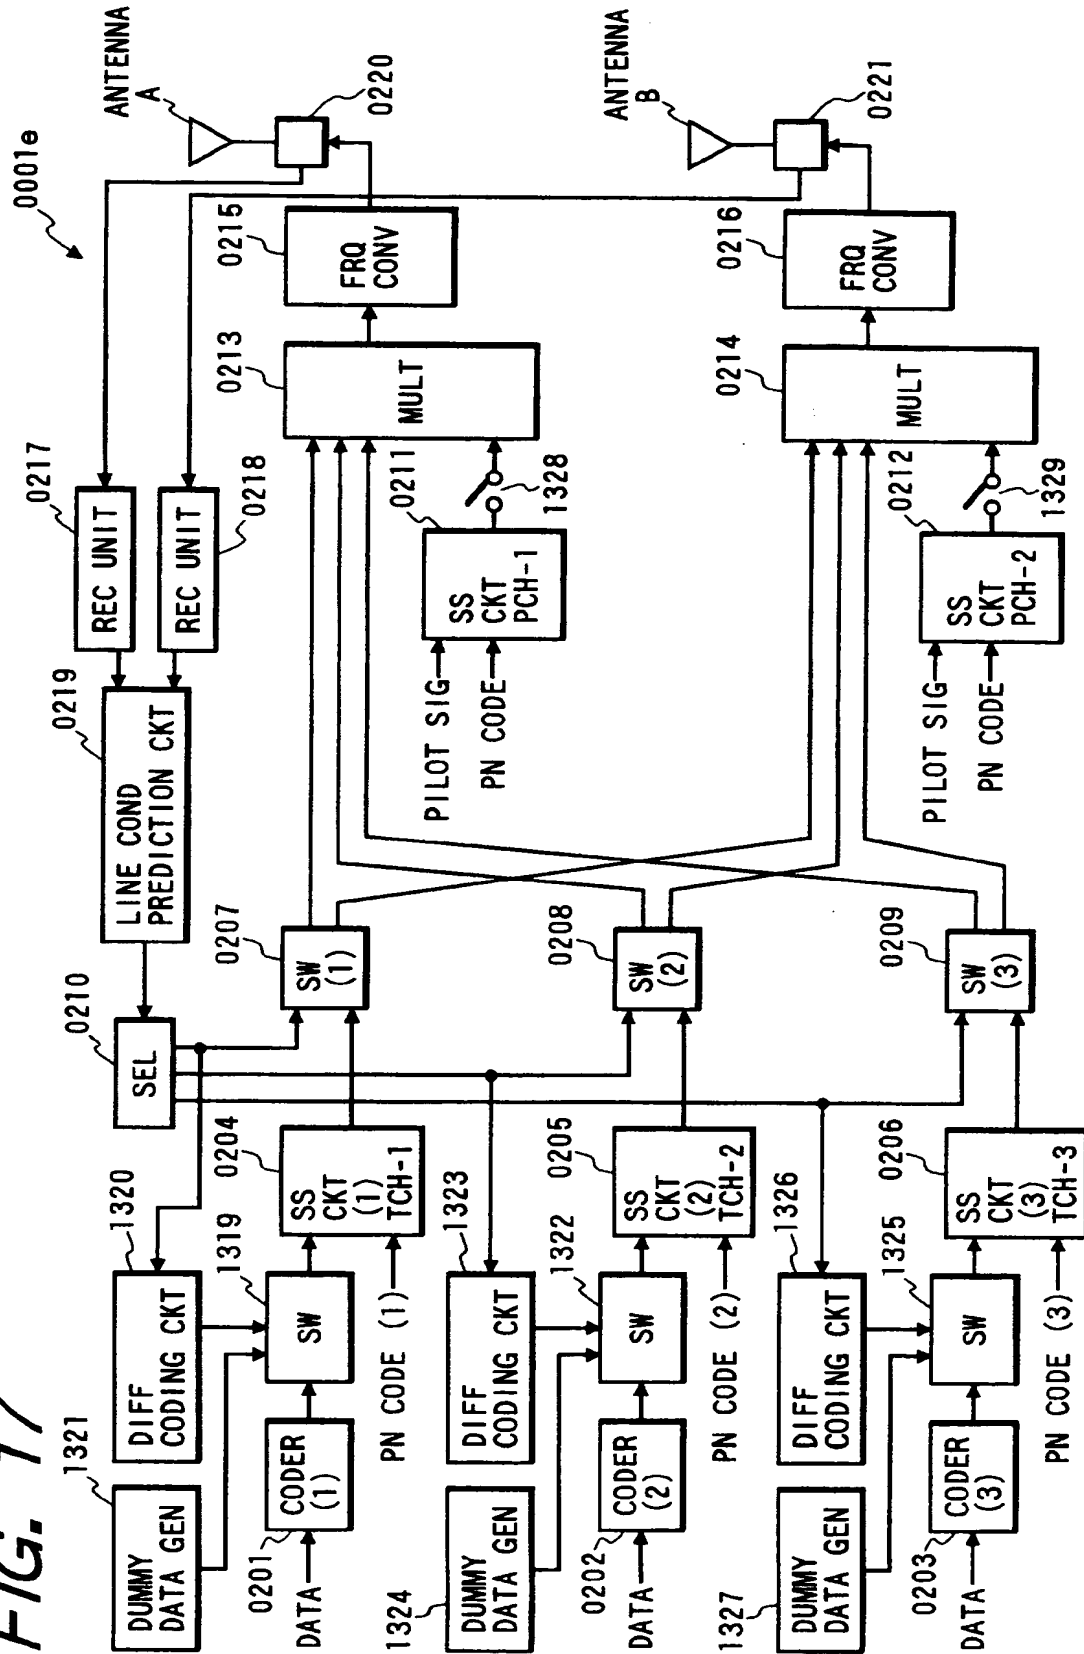 FIG. 17
0001e
ANTENNA
A
0220
ANTENNA
B
0221
0217
REC UNIT
0218
REC UNIT
0219
LINE COND
PREDICTION CKT
0210
SEL
0215
FRQ
CONV
0216
FRQ
CONV
0213
MULT
0214
MULT
0211
SS
CKT
PCH-1
1328
PILOT SIG
PN CODE
0212
SS
CKT
PCH-2
1329
PILOT SIG
PN CODE
0207
SW
(1)
0208
SW
(2)
0209
SW
(3)
0204
SS
CKT
(1)
TCH-1
PN CODE (1)
0205
SS
CKT
(2)
TCH-2
PN CODE (2)
0206
SS
CKT
(3)
TCH-3
PN CODE (3)
1320
DIFF
CODING CKT
1319
SW
1321
DUMMY
DATA GEN
0201
CODER
(1)
DATA
1323
DIFF
CODING CKT
1322
SW
1324
DUMMY
DATA GEN
0202
CODER
(2)
DATA
1326
DIFF
CODING CKT
1325
SW
1327
DUMMY
DATA GEN
0203
CODER
(3)
DATA